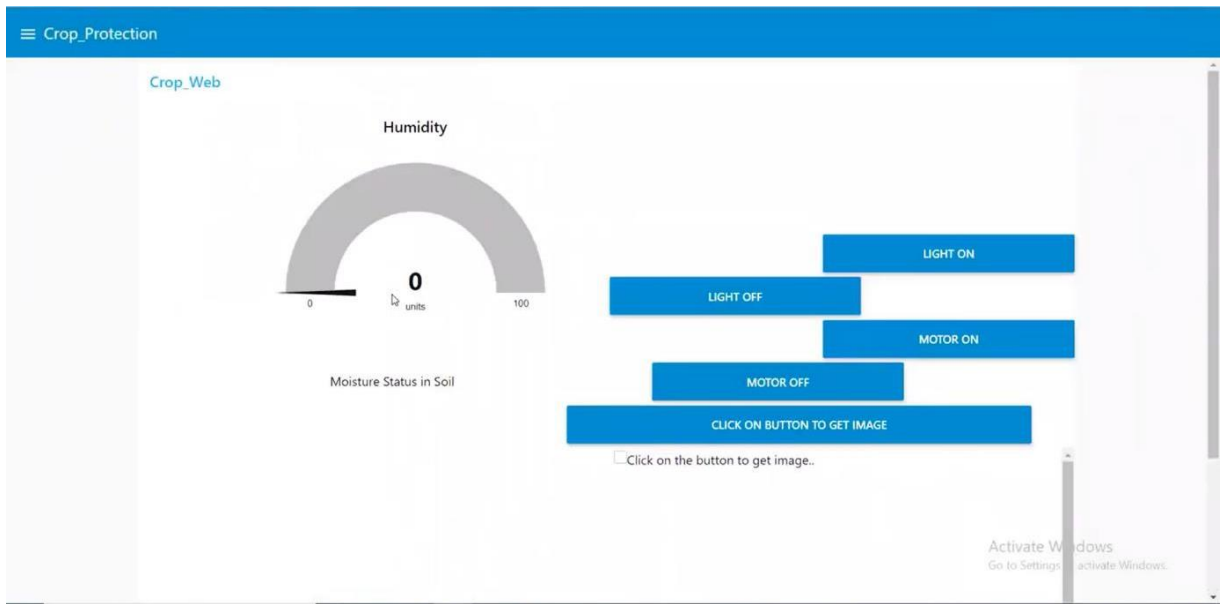 Crop_Protection
Crop_Web
Humidity
0
units
0
100
Moisture Status in Soil
LIGHT ON
LIGHT OFF
MOTOR ON
MOTOR OFF
CLICK ON BUTTON TO GET IMAGE
Click on the button to get image..
Activate Windows
Go to Settings to activate Windows.